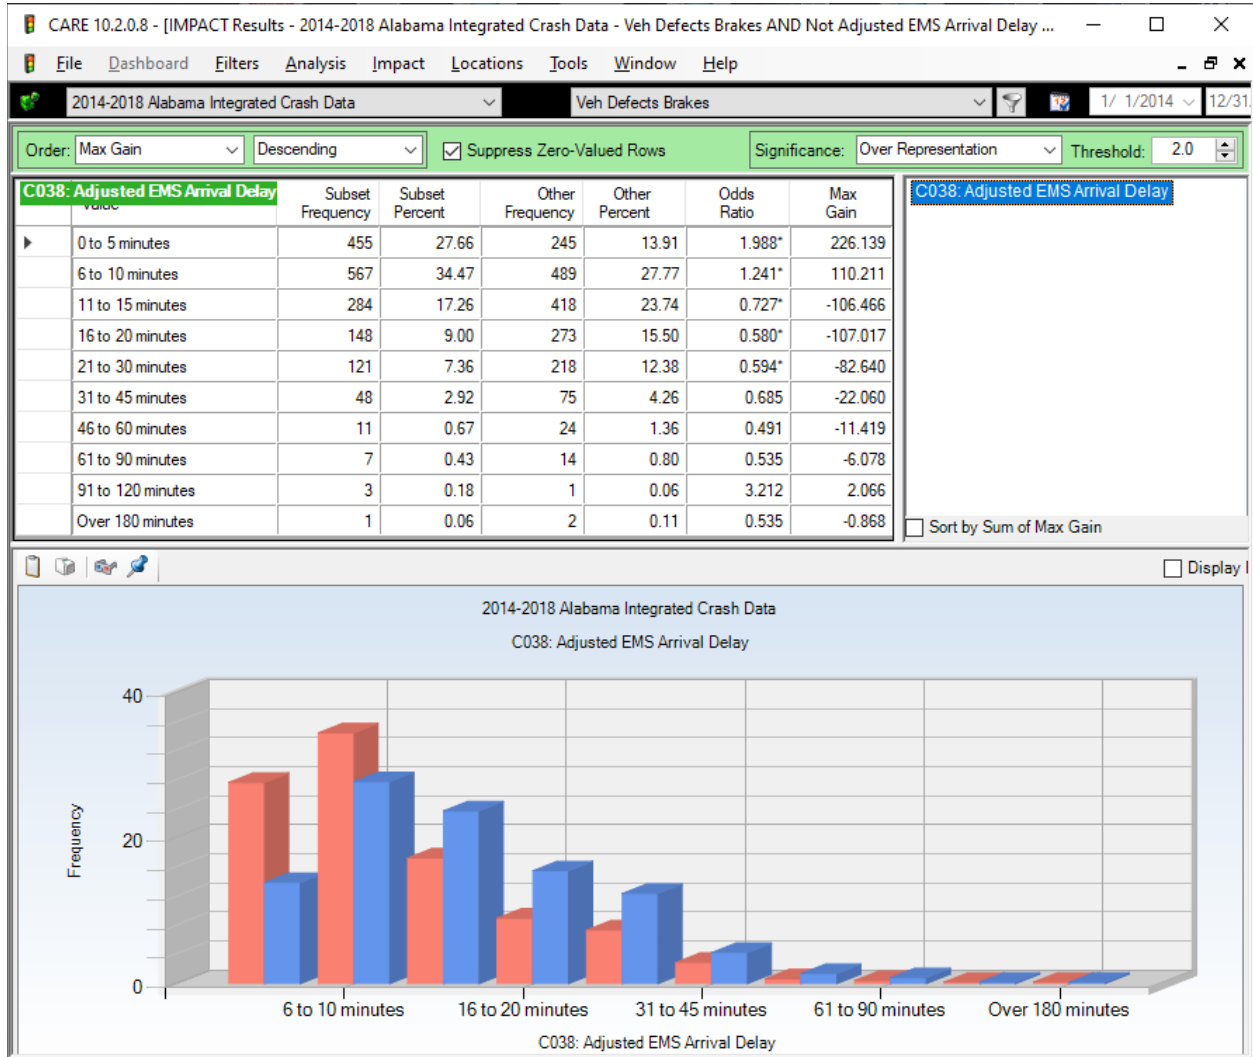 CARE 10.2.0.8 - [IMPACT Results - 2014-2018 Alabama Integrated Crash Data - Veh Defects Brakes AND Not Adjusted EMS Arrival Delay ...
File Dashboard Filters Analysis Impact Locations Tools Window Help
2014-2018 Alabama Integrated Crash Data Veh Defects Brakes 1/ 1/2014 12/31
Order: Max Gain Descending Suppress Zero-Valued Rows Significance: Over Representation Threshold: 2.0
C038: Adjusted EMS Arrival Delay Subset Frequency Subset Percent Other Frequency Other Percent Odds Ratio Max Gain
0 to 5 minutes 455 27.66 245 13.91 1.988* 226.139
6 to 10 minutes 567 34.47 489 27.77 1.241* 110.211
11 to 15 minutes 284 17.26 418 23.74 0.727* -106.466
16 to 20 minutes 148 9.00 273 15.50 0.580* -107.017
21 to 30 minutes 121 7.36 218 12.38 0.594* -82.640
31 to 45 minutes 48 2.92 75 4.26 0.685 -22.060
46 to 60 minutes 11 0.67 24 1.36 0.491 -11.419
61 to 90 minutes 7 0.43 14 0.80 0.535 -6.078
91 to 120 minutes 3 0.18 1 0.06 3.212 2.066
Over 180 minutes 1 0.06 2 0.11 0.535 -0.868
C038: Adjusted EMS Arrival Delay
Sort by Sum of Max Gain
Display
2014-2018 Alabama Integrated Crash Data
C038: Adjusted EMS Arrival Delay
Frequency
40
20
0
6 to 10 minutes 16 to 20 minutes 31 to 45 minutes 61 to 90 minutes Over 180 minutes
C038: Adjusted EMS Arrival Delay